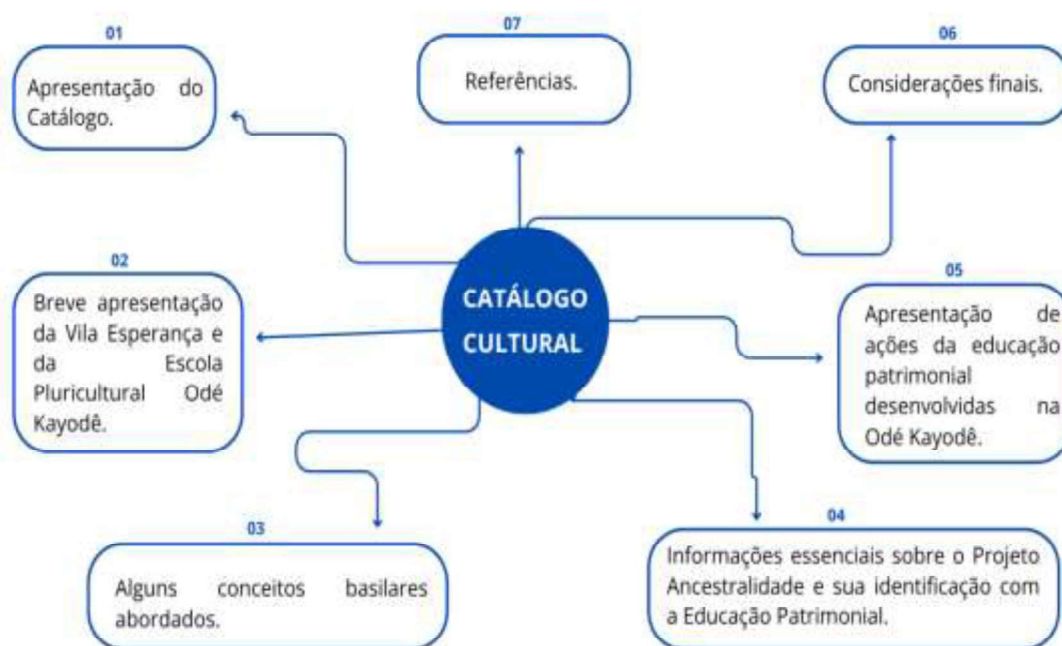 01
Apresentação do
Catálogo.
07
Referências.
06
Considerações finais.
02
Breve apresentação
da Vila Esperança e
da Escola
Pluricultural Odé
Kayodê.
CATÁLOGO
CULTURAL
05
Apresentação de
ações da educação
patrimonial
desenvolvidas na
Odé Kayodê.
03
Alguns conceitos basilares
abordados.
04
Informações essenciais sobre o Projeto
Ancestralidade e sua identificação com
a Educação Patrimonial.